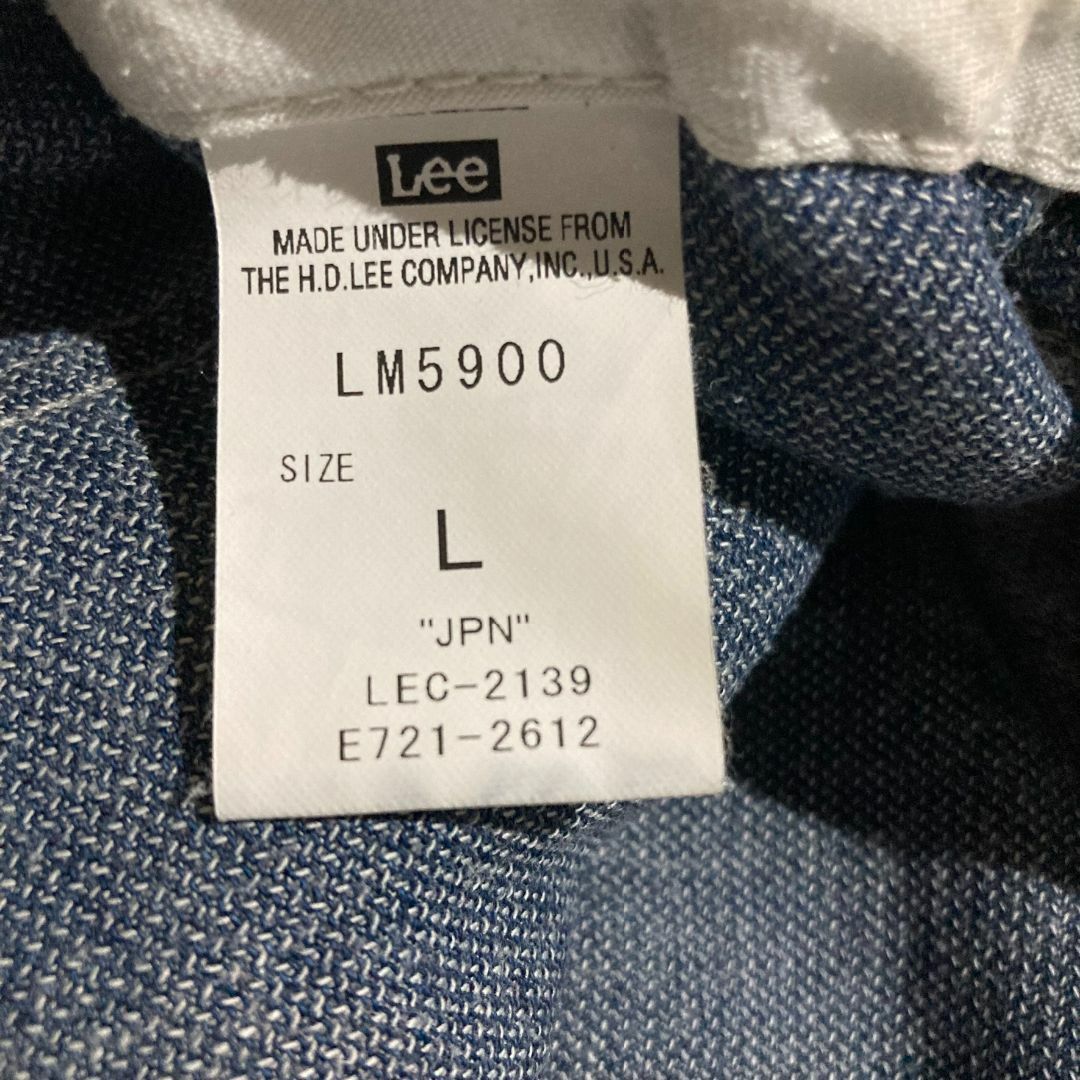 Lee
MADE UNDER LICENSE FROM
THE H.D.LEE COMPANY,INC.,U.S.A.
LM5900
SIZE
L
"JPN"
LEC-2139
E721-2612